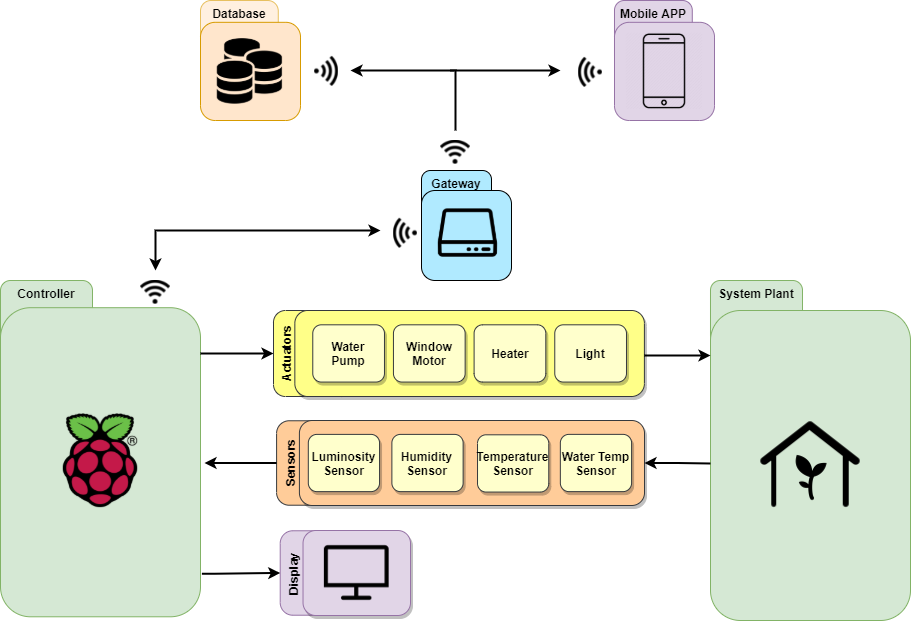 Database
Mobile APP
Gateway
Controller
System Plant
Actuators
Water
Pump
Window
Motor
Heater
Light
Sensors
Luminosity
Sensor
Humidity
Sensor
Temperature
Sensor
Water Temp
Sensor
Display
®